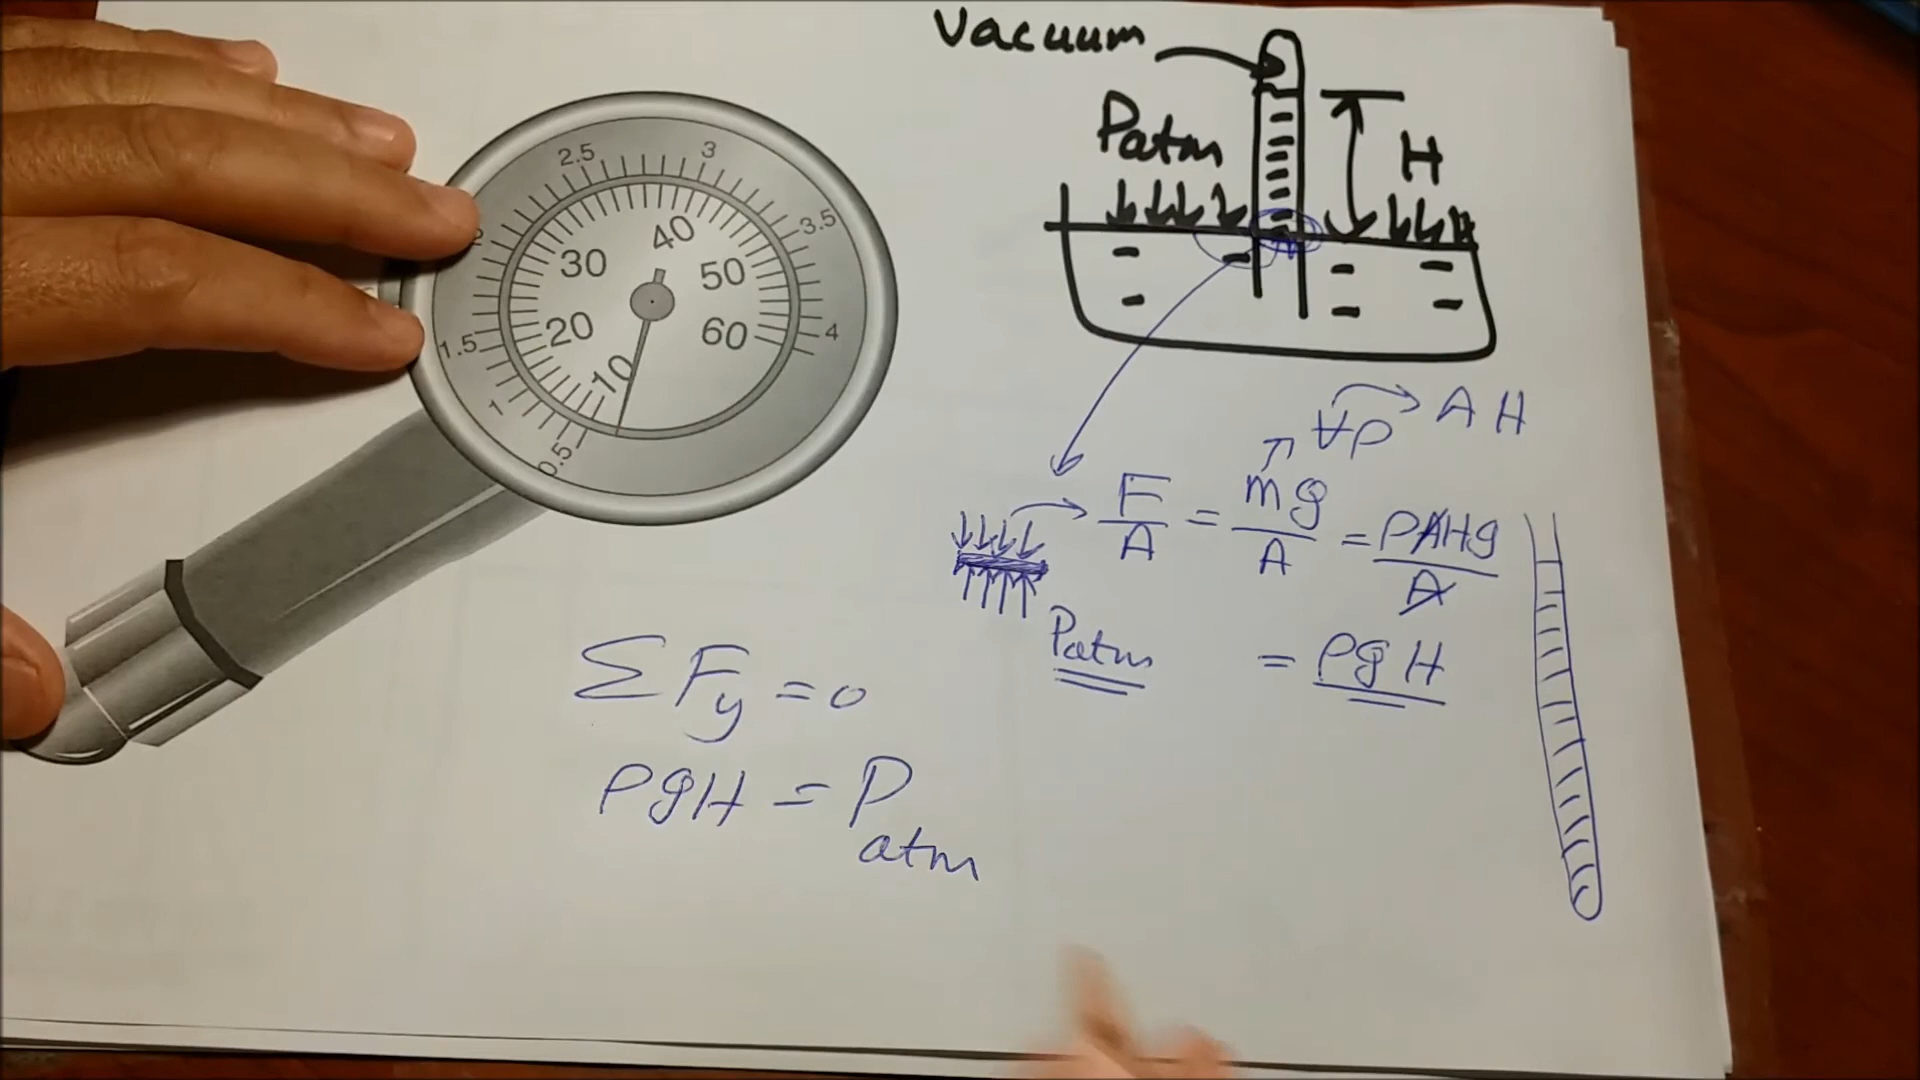 Vacuum
Patm
H
2.5
3
3.5
2
40
30
50
20
60
4
1.5
10
1
0.5
∀ρ → A H
F/A = mg/A = ρAHg/A
Patm
= ρgH
ΣFy = 0
ρgH = Patm